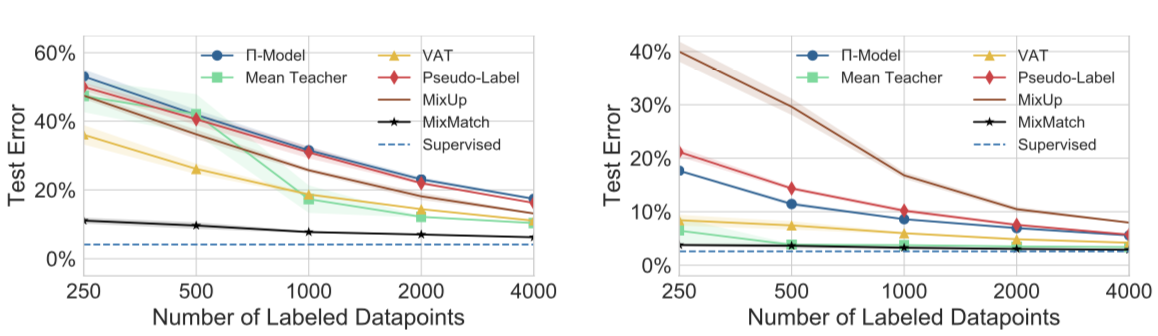 60%
40%
20%
0%
Test Error
Π-Model
Mean Teacher
VAT
Pseudo-Label
MixUp
MixMatch
Supervised
250 500 1000 2000 4000
Number of Labeled Datapoints
40%
30%
20%
10%
0%
Test Error
Π-Model
Mean Teacher
VAT
Pseudo-Label
MixUp
MixMatch
Supervised
250 500 1000 2000 4000
Number of Labeled Datapoints